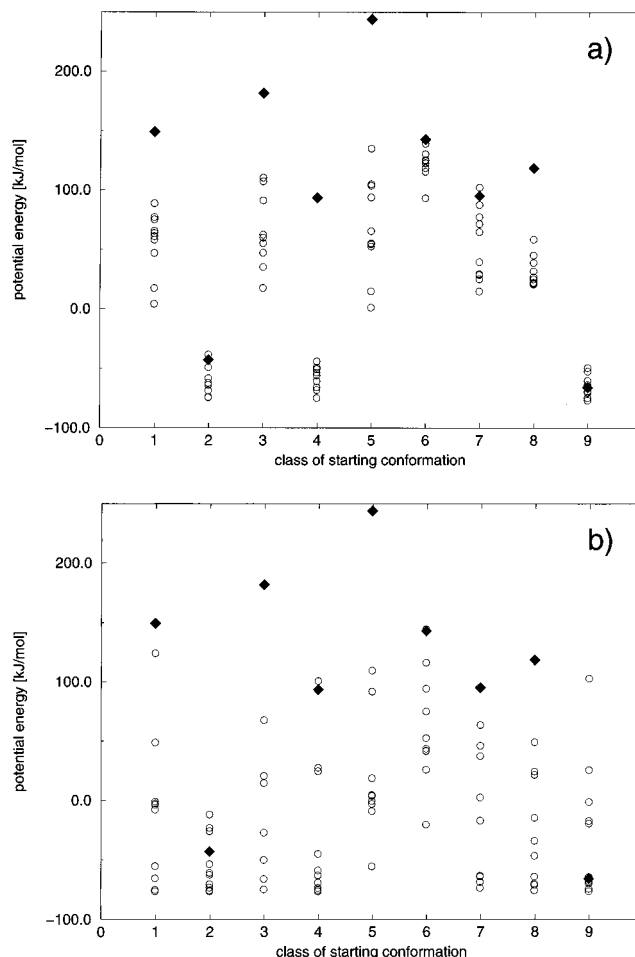 a)
200.0
100.0
0.0
−100.0
potential energy [kJ/mol]
0 1 2 3 4 5 6 7 8 9
class of starting conformation
b)
200.0
100.0
0.0
−100.0
potential energy [kJ/mol]
0 1 2 3 4 5 6 7 8 9
class of starting conformation